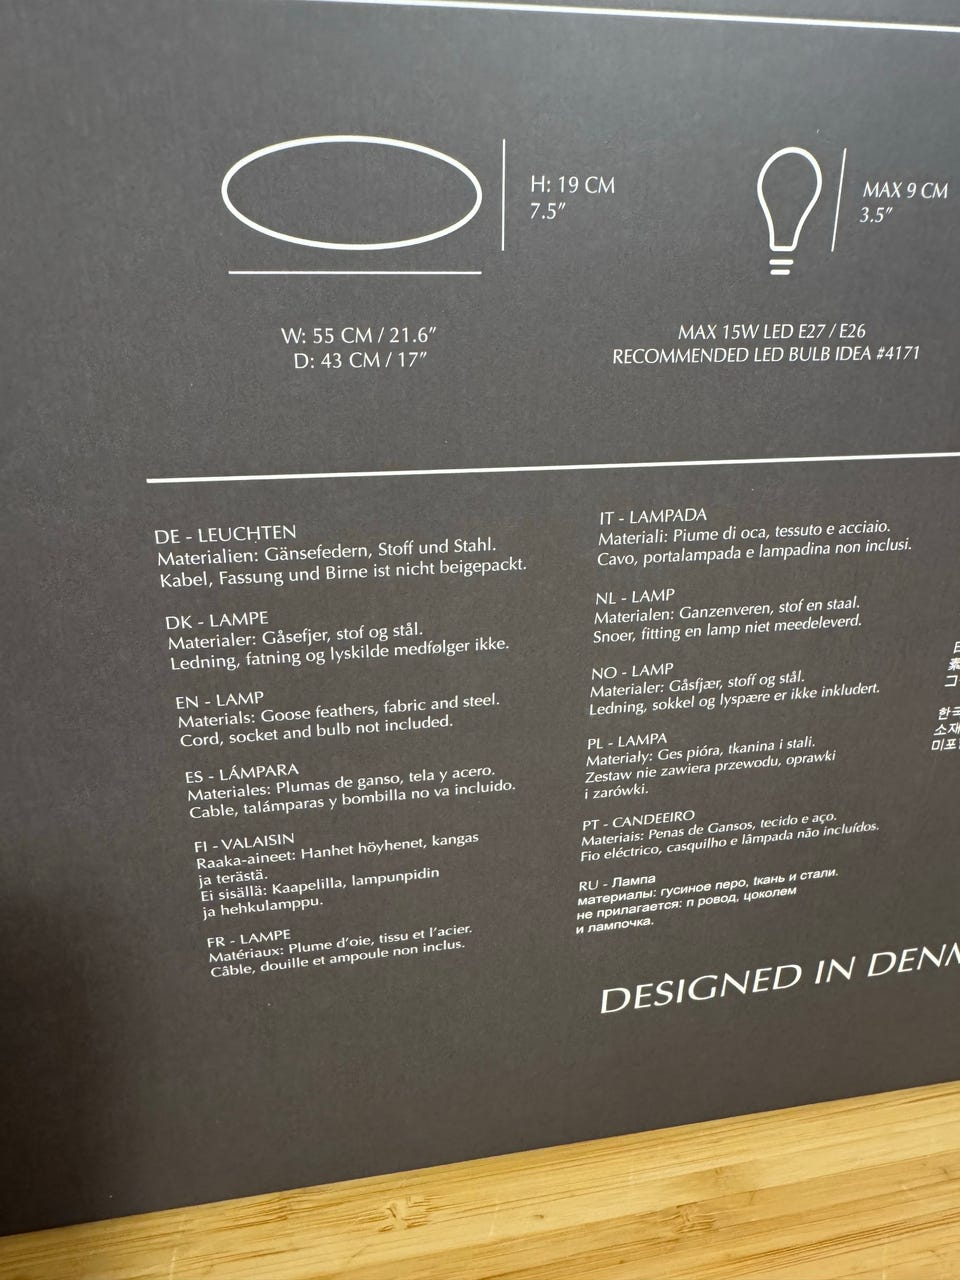 H: 19 CM
7.5″
MAX 9 CM
3.5″
W: 55 CM / 21.6″
D: 43 CM / 17″
MAX 15W LED E27 / E26
RECOMMENDED LED BULB IDEA #4171
DE - LEUCHTEN
Materialien: Gänsefedern, Stoff und Stahl.
Kabel, Fassung und Birne ist nicht beigepackt.
DK - LAMPE
Materialer: Gåsefjer, stof og stål.
Ledning, fatning og lyskilde medfølger ikke.
EN - LAMP
Materials: Goose feathers, fabric and steel.
Cord, socket and bulb not included.
ES - LÁMPARA
Materiales: Plumas de ganso, tela y acero.
Cable, talámparas y bombilla no va incluido.
FI - VALAISIN
Raaka-aineet: Hanhet höyhenet, kangas
ja terästä.
Ei sisällä: Kaapelilla, lampunpidin
ja hehkulamppu.
FR - LAMPE
Matériaux: Plume d’oie, tissu et l’acier.
Câble, douille et ampoule non inclus.
IT - LAMPADA
Materiali: Piume di oca, tessuto e acciaio.
Cavo, portalampada e lampadina non inclusi.
NL - LAMP
Materialen: Ganzenveren, stof en staal.
Snoer, fitting en lamp niet meedeleverd.
NO - LAMP
Materialer: Gåsfjær, stoff og stål.
Ledning, sokkel og lyspære er ikke inkludert.
PL - LAMPA
Materiały: Ges pióra, tkanina i stali.
Zestaw nie zawiera przewodu, oprawki
i zarówki.
PT - CANDEEIRO
Materiais: Penas de Gansos, tecido e aço.
Fio eléctrico, casquilho e lâmpada não incluídos.
RU - Лампа
материалы: гусиное перо, tкань и стали.
не прилагается: п ровод, цоколем
и лампочка.
한국
소재
미포
DESIGNED IN DEN